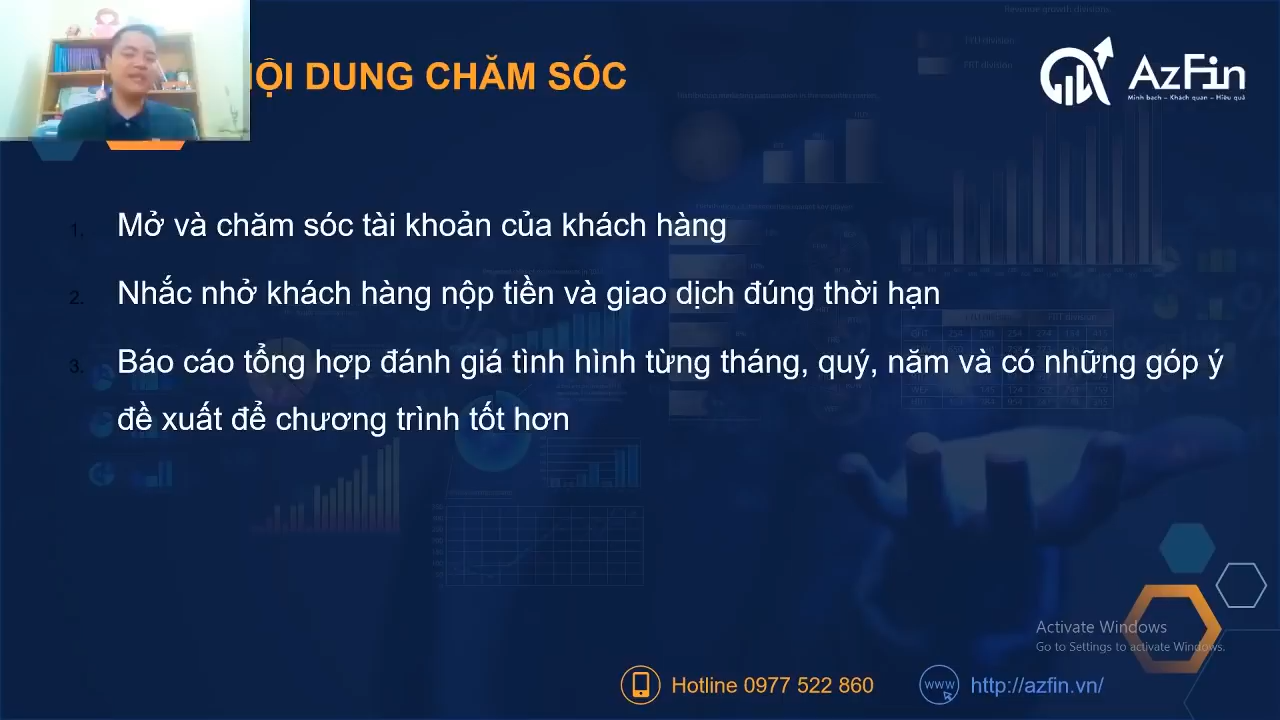 ỘI DUNG CHĂM SÓC
AzFin
Minh bạch – Khách quan – Hiệu quả
1. Mở và chăm sóc tài khoản của khách hàng
2. Nhắc nhở khách hàng nộp tiền và giao dịch đúng thời hạn
3. Báo cáo tổng hợp đánh giá tình hình từng tháng, quý, năm và có những góp ý
đề xuất để chương trình tốt hơn
Activate Windows
Go to Settings to activate Windows.
Hotline 0977 522 860
www
http://azfin.vn/